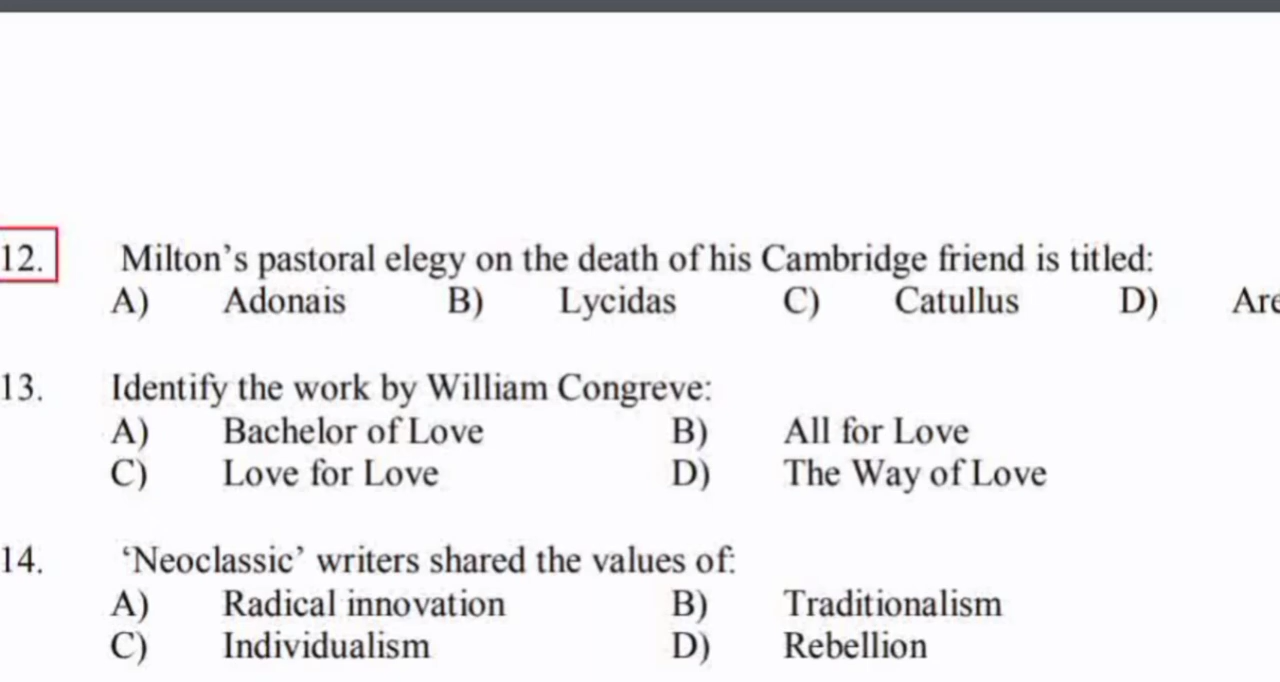 12. Milton’s pastoral elegy on the death of his Cambridge friend is titled:
A) Adonais B) Lycidas C) Catullus D)
13. Identify the work by William Congreve:
A) Bachelor of Love B) All for Love
C) Love for Love D) The Way of Love
14. ‘Neoclassic’ writers shared the values of:
A) Radical innovation B) Traditionalism
C) Individualism D) Rebellion